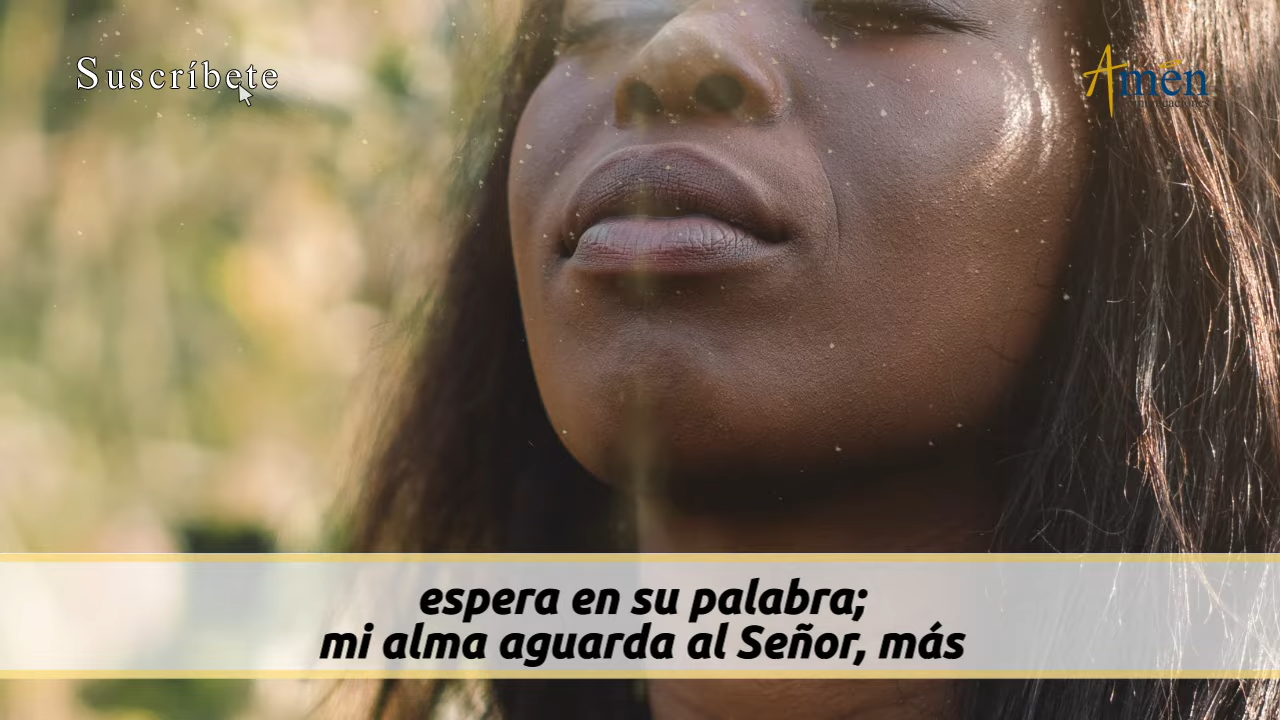 Suscríbete
Amén
espera en su palabra;
mi alma aguarda al Señor, más